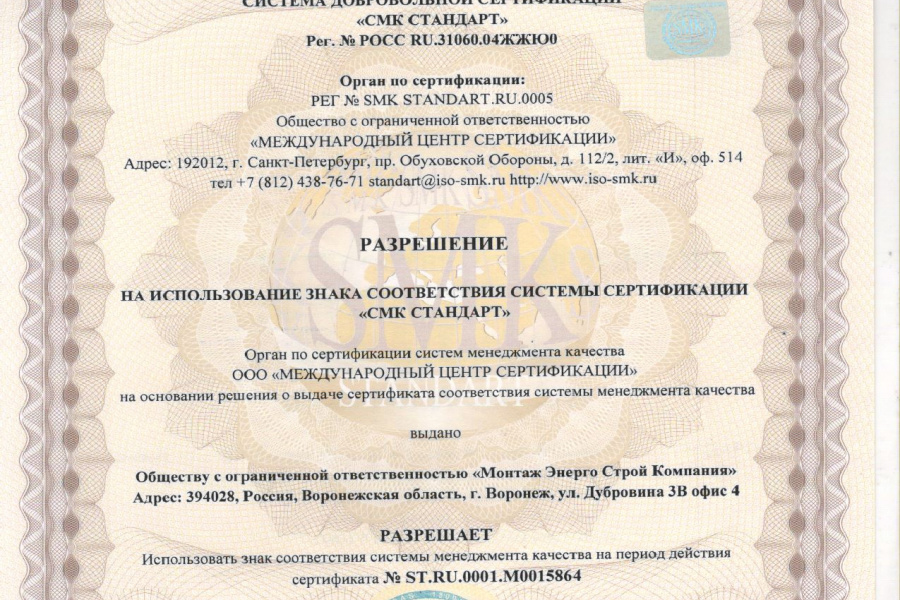 СИСТЕМА ДОБРОВОЛЬНОЙ СЕРТИФИКАЦИИ
«СМК СТАНДАРТ»
Рег. № РОСС RU.31060.04ЖЖЮ0
Орган по сертификации:
РЕГ № SMK STANDART.RU.0005
Общество с ограниченной ответственностью
«МЕЖДУНАРОДНЫЙ ЦЕНТР СЕРТИФИКАЦИИ»
Адрес: 192012, г. Санкт-Петербург, пр. Обуховской Обороны, д. 112/2, лит. «И», оф. 514
тел +7 (812) 438-76-71 standart@iso-smk.ru http://www.iso-smk.ru
SMK
STANDART
РАЗРЕШЕНИЕ
НА ИСПОЛЬЗОВАНИЕ ЗНАКА СООТВЕТСТВИЯ СИСТЕМЫ СЕРТИФИКАЦИИ
«СМК СТАНДАРТ»
Орган по сертификации систем менеджмента качества
ООО «МЕЖДУНАРОДНЫЙ ЦЕНТР СЕРТИФИКАЦИИ»
на основании решения о выдаче сертификата соответствия системы менеджмента качества
выдано
Обществу с ограниченной ответственностью «Монтаж Энерго Строй Компания»
Адрес: 394028, Россия, Воронежская область, г. Воронеж, ул. Дубровина 3В офис 4
РАЗРЕШАЕТ
Использовать знак соответствия системы менеджмента качества на период действия
сертификата № ST.RU.0001.M0015864